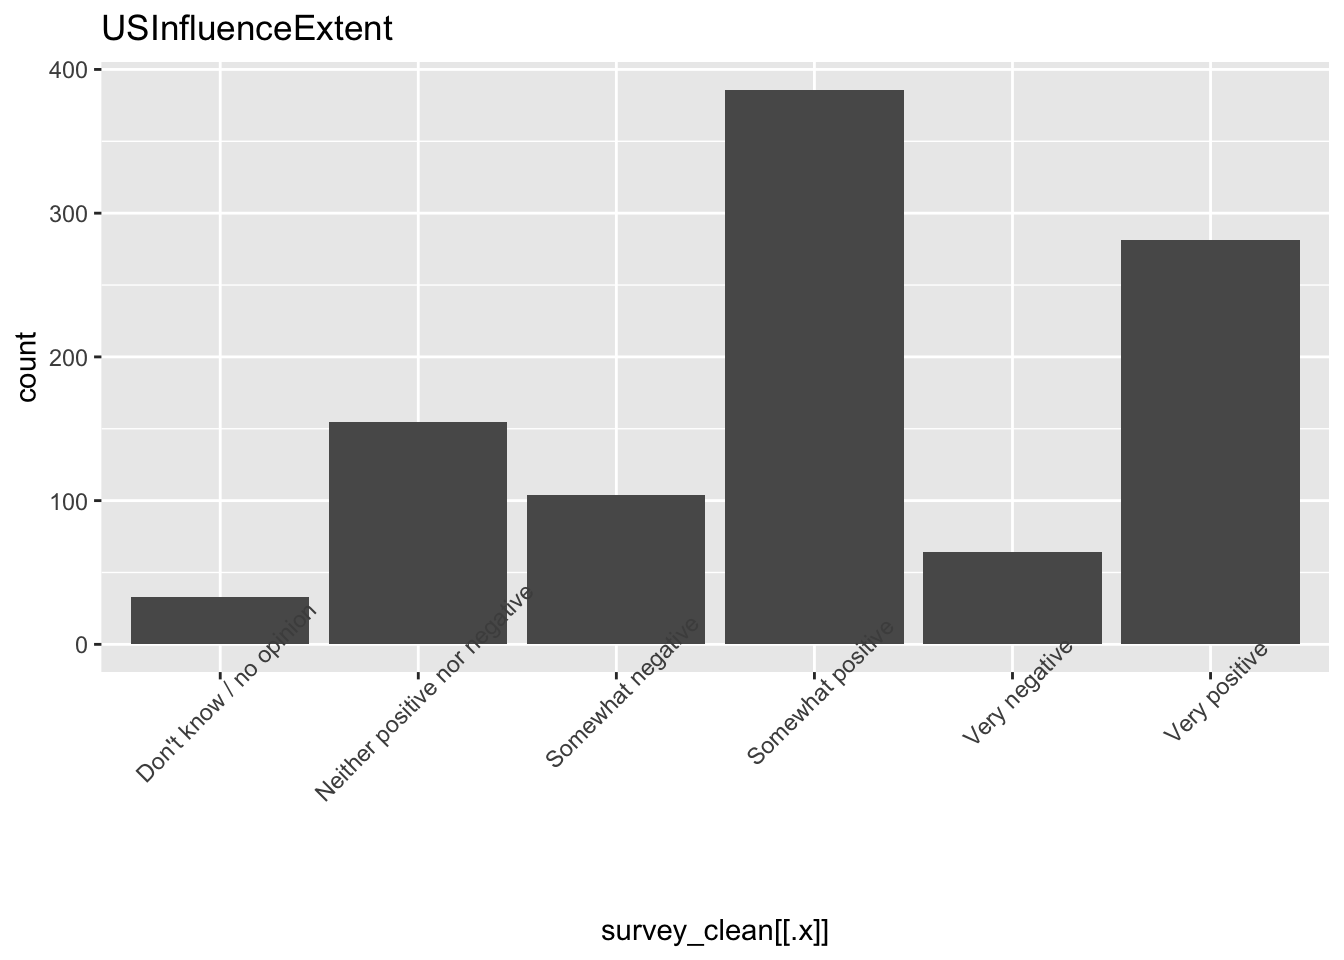 USInfluenceExtent
400
300
200
100
0
count
Don't know / no opinion
Neither positive nor negative
Somewhat negative
Somewhat positive
Very negative
Very positive
survey_clean[[.x]]